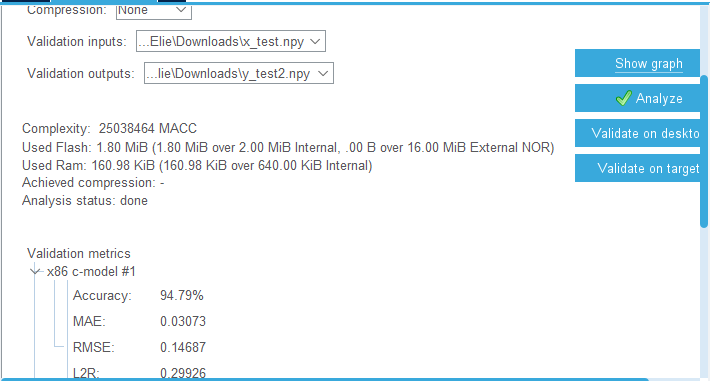 Compression: None
Validation inputs: ...Elie\Downloads\x_test.npy
Validation outputs: ...lie\Downloads\y_test2.npy
Show graph
Analyze
Validate on deskto
Validate on target
Complexity: 25038464 MACC
Used Flash: 1.80 MiB (1.80 MiB over 2.00 MiB Internal, .00 B over 16.00 MiB External NOR)
Used Ram: 160.98 KiB (160.98 KiB over 640.00 KiB Internal)
Achieved compression: -
Analysis status: done
Validation metrics
x86 c-model #1
Accuracy: 94.79%
MAE: 0.03073
RMSE: 0.14687
L2R: 0.29926